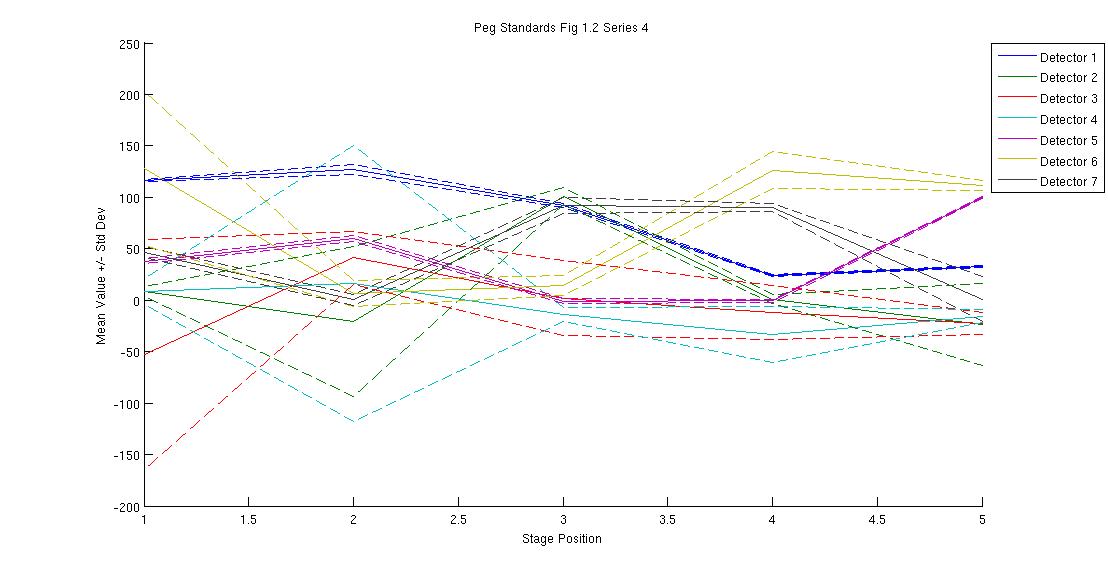 Peg Standards Fig 1.2 Series 4
250
200
150
100
50
0
-50
-100
-150
-200
Mean Value +/- Std Dev
1
1.5
2
2.5
3
3.5
4
4.5
5
Stage Position
Detector 1
Detector 2
Detector 3
Detector 4
Detector 5
Detector 6
Detector 7